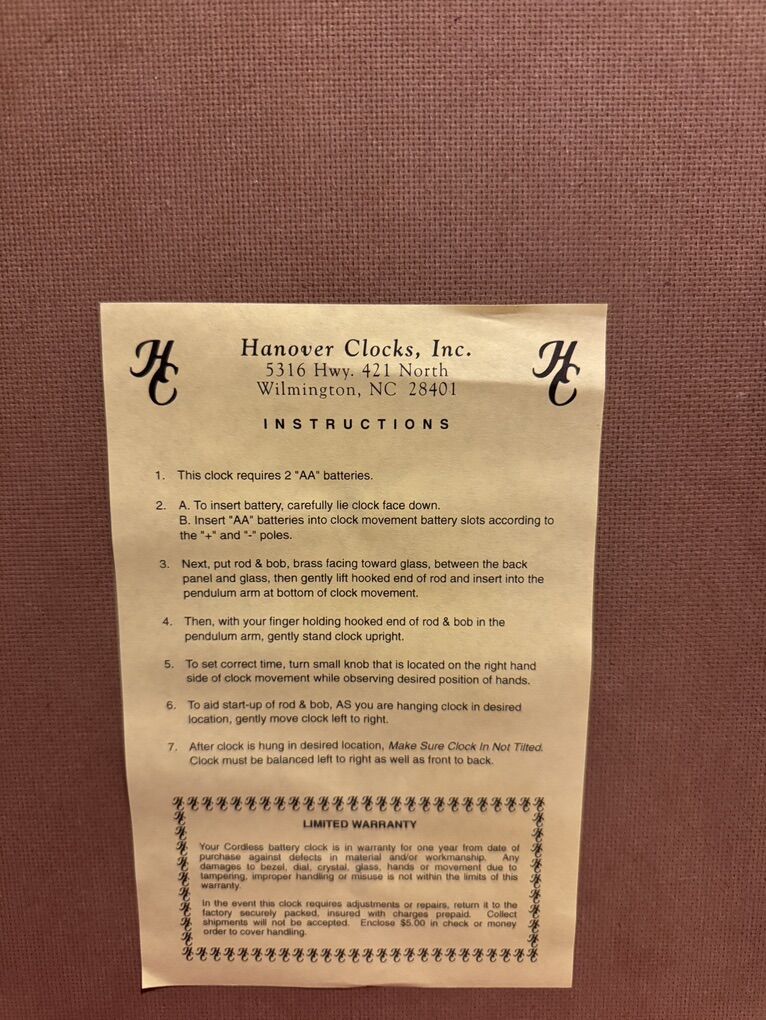 HC
Hanover Clocks, Inc.
HC
5316 Hwy. 421 North
Wilmington, NC 28401
INSTRUCTIONS
1. This clock requires 2 "AA" batteries.
2. A. To insert battery, carefully lie clock face down.
B. Insert "AA" batteries into clock movement battery slots according to
the "+" and "-" poles.
3. Next, put rod & bob, brass facing toward glass, between the back
panel and glass, then gently lift hooked end of rod and insert into the
pendulum arm at bottom of clock movement.
4. Then, with your finger holding hooked end of rod & bob in the
pendulum arm, gently stand clock upright.
5. To set correct time, turn small knob that is located on the right hand
side of clock movement while observing desired position of hands.
6. To aid start-up of rod & bob, AS you are hanging clock in desired
location, gently move clock left to right.
7. After clock is hung in desired location, Make Sure Clock In Not Tilted.
Clock must be balanced left to right as well as front to back.
LIMITED WARRANTY
Your Cordless battery clock is in warranty for one year from date of
purchase against defects in material and/or workmanship. Any
damages to bezel, dial, crystal, glass, hands or movement due to
tampering, improper handling or misuse is not within the limits of this
warranty.
In the event this clock requires adjustments or repairs, return it to the
factory securely packed, insured with charges prepaid. Collect
shipments will not be accepted. Enclose $5.00 in check or money
order to cover handling.